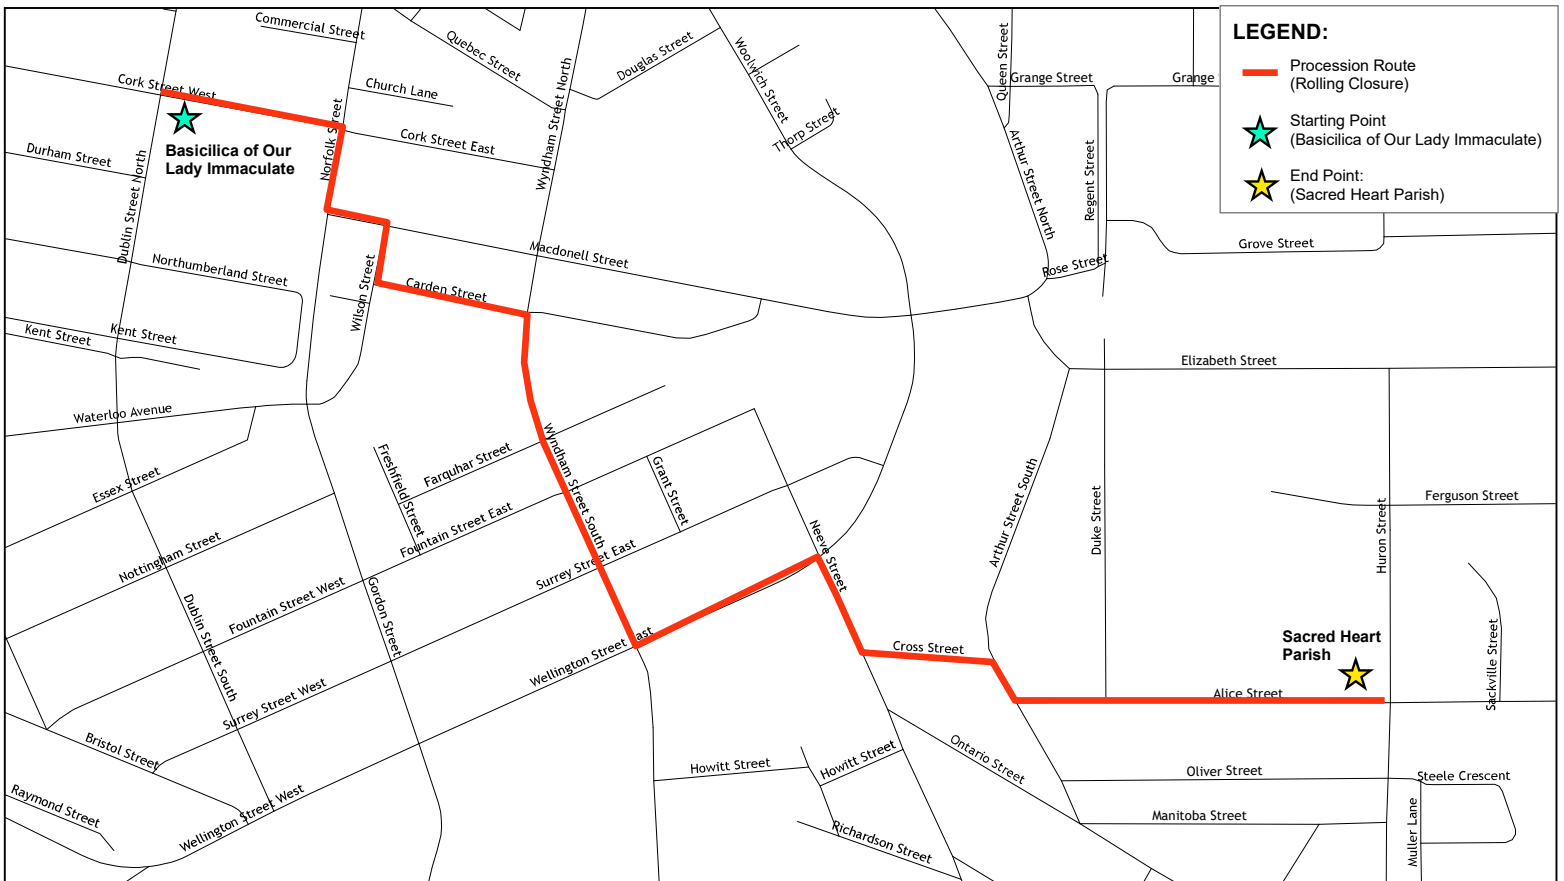 LEGEND:
Procession Route
(Rolling Closure)
Starting Point
(Basicilica of Our Lady Immaculate)
End Point:
(Sacred Heart Parish)
Commercial Street
Quebec Street
Douglas Street
Woolwich Street
Queen Street
Grange Street
Grange
Cork Street West
Church Lane
Norfolk Street
Cork Street East
Wyndham Street North
Thorp Street
Arthur Street North
Regent Street
Durham Street
Basicilica of Our
Lady Immaculate
Dublin Street North
Northumberland Street
Macdonell Street
Rose Street
Grove Street
Wilson Street
Carden Street
Kent Street
Kent Street
Elizabeth Street
Waterloo Avenue
Essex Street
Freshfield Street
Farquhar Street
Wyndham Street South
Grant Street
Fountain Street East
Arthur Street South
Duke Street
Huron Street
Ferguson Street
Nottingham Street
Surrey Street East
Neeve Street
Fountain Street West
Gordon Street
Dublin Street South
Wellington Street East
Cross Street
Sacred Heart
Parish
Sackville Street
Alice Street
Surrey Street West
Bristol Street
Ontario Street
Howitt Street
Howitt Street
Oliver Street
Steele Crescent
Raymond Street
Wellington Street West
Richardson Street
Manitoba Street
Muller Lane